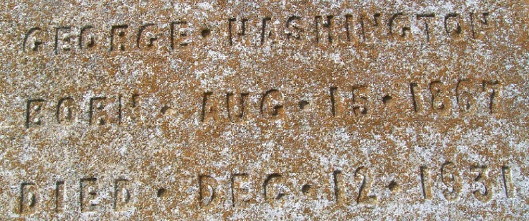 GEORGE · WASHINGTON
BORN · AUG · 15 · 1867
DIED · DEC · 12 · 1931